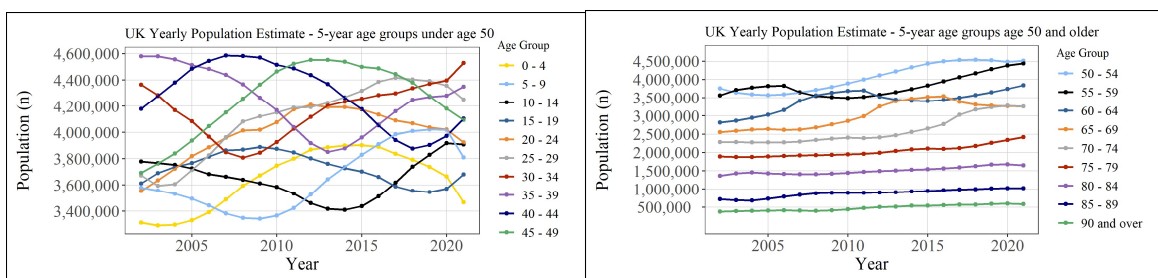 UK Yearly Population Estimate - 5-year age groups under age 50
Age Group
4,600,000
4,400,000
4,200,000
4,000,000
3,800,000
3,600,000
3,400,000
Population (n)
2005
2010
2015
2020
Year
0 - 4
5 - 9
10 - 14
15 - 19
20 - 24
25 - 29
30 - 34
35 - 39
40 - 44
45 - 49
UK Yearly Population Estimate - 5-year age groups age 50 and older
Age Group
4,500,000
4,000,000
3,500,000
3,000,000
2,500,000
2,000,000
1,500,000
1,000,000
500,000
Population (n)
2005
2010
2015
2020
Year
50 - 54
55 - 59
60 - 64
65 - 69
70 - 74
75 - 79
80 - 84
85 - 89
90 and over